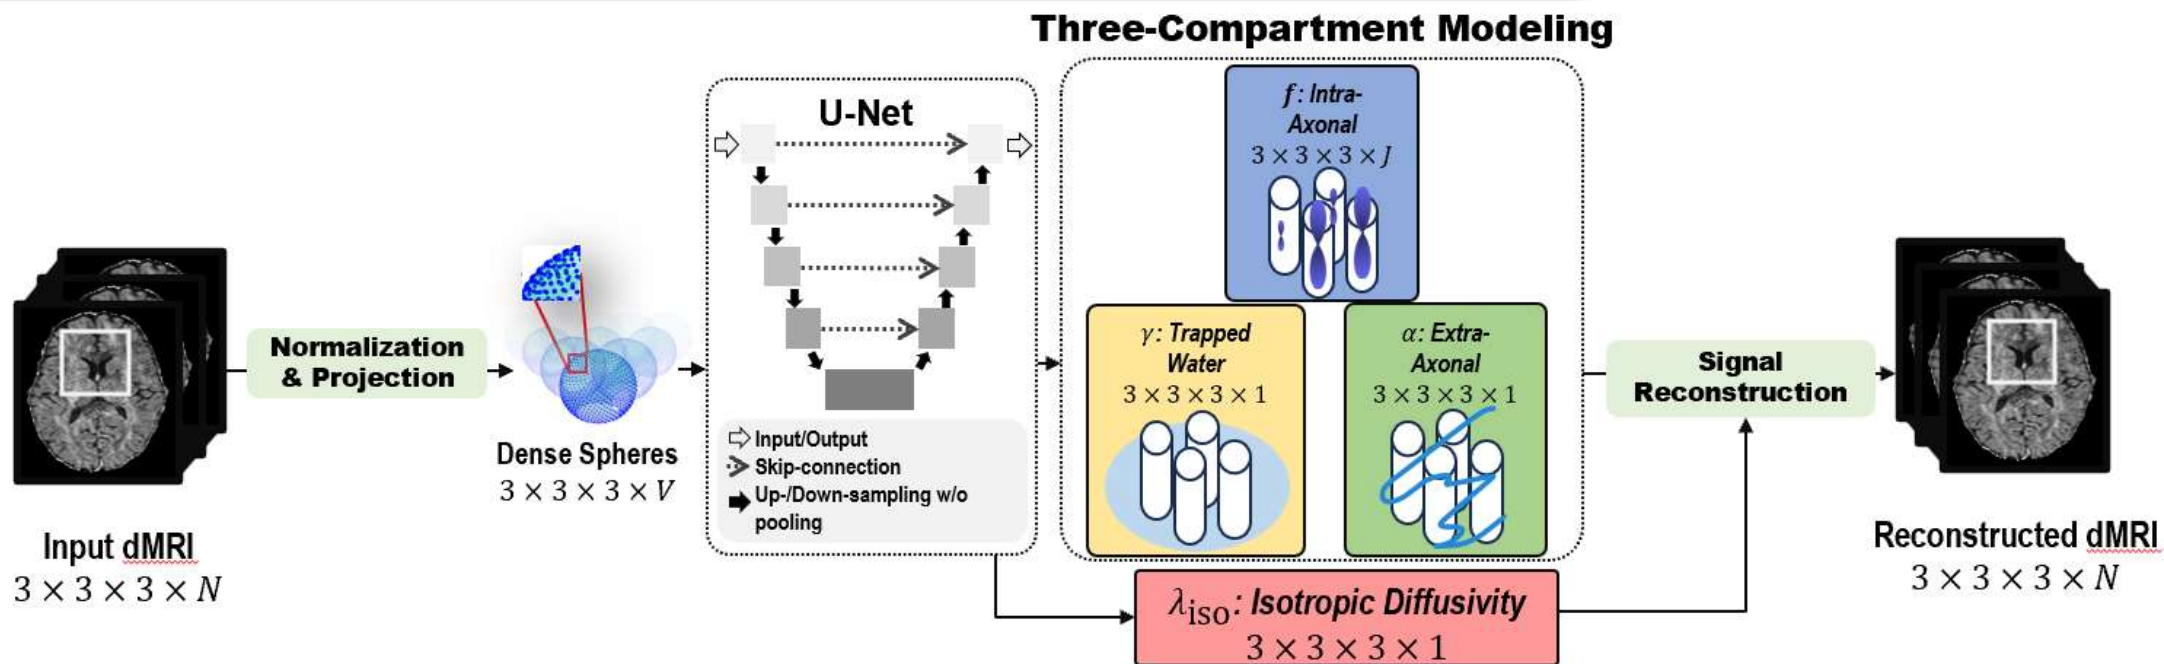 Three-Compartment Modeling
Input dMRI
3 × 3 × 3 × N
Normalization
& Projection
Dense Spheres
3 × 3 × 3 × V
U-Net
Input/Output
Skip-connection
Up-/Down-sampling w/o
pooling
f: Intra-
Axonal
3 × 3 × 3 × J
γ: Trapped
Water
3 × 3 × 3 × 1
α: Extra-
Axonal
3 × 3 × 3 × 1
λiso: Isotropic Diffusivity
3 × 3 × 3 × 1
Signal
Reconstruction
Reconstructed dMRI
3 × 3 × 3 × N